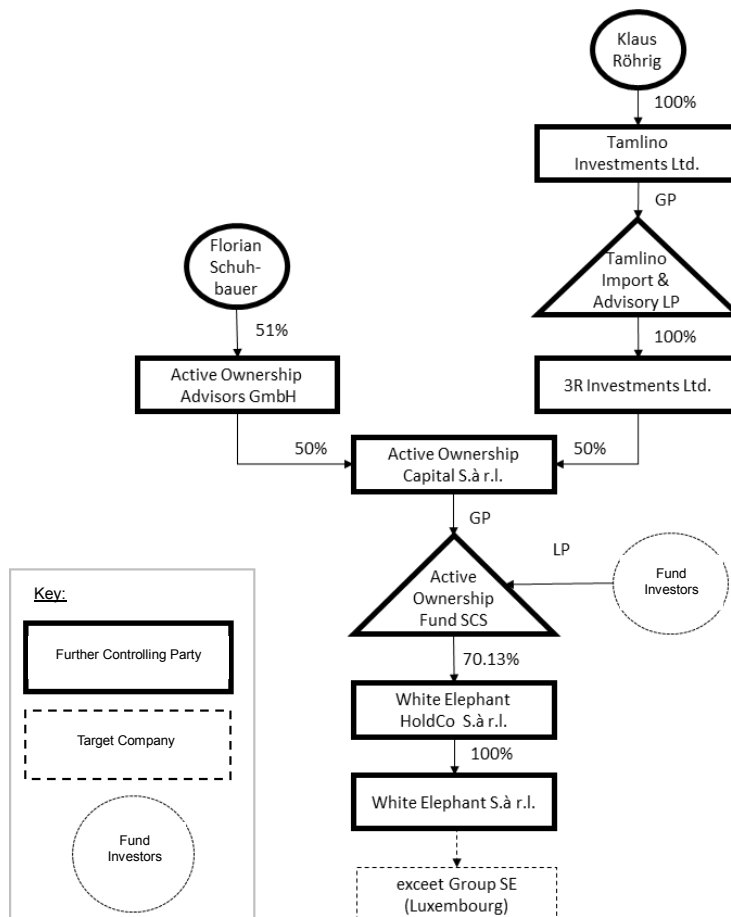 Klaus
Röhrig
100%
Tamlino
Investments Ltd.
GP
Tamlino
Import &
Advisory LP
100%
3R Investments Ltd.
50%
Florian
Schuh-
bauer
51%
Active Ownership
Advisors GmbH
50%
Active Ownership
Capital S.à r.l.
GP
LP
Fund
Investors
Active
Ownership
Fund SCS
70.13%
White Elephant
HoldCo S.à r.l.
100%
White Elephant S.à r.l.
exceet Group SE
(Luxembourg)
Key:
Further Controlling Party
Target Company
Fund
Investors